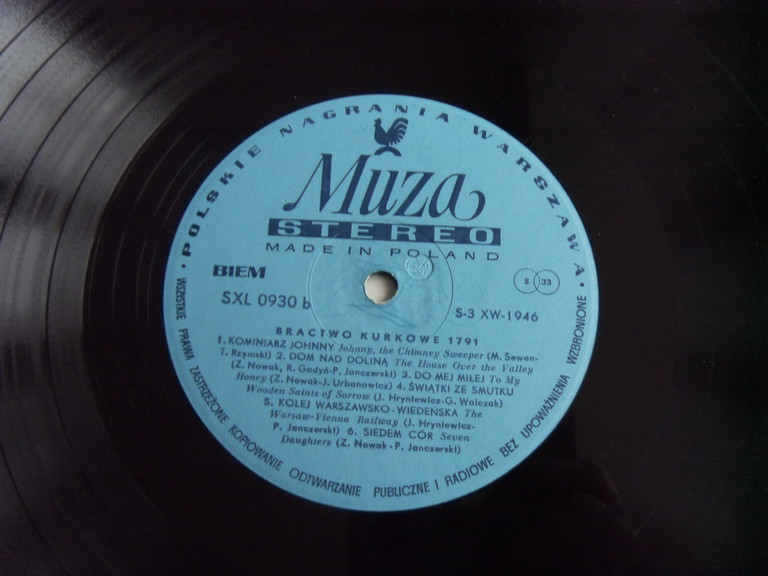 • POLSKIE NAGRANIA WARSZAWA •
Muza
STEREO
MADE IN POLAND
BIEM
S 33
SXL 0930 b
S-3 XW-1946
BRACTWO KURKOWE 1791
1. KOMINIARZ JOHNNY Johnny, the Chimney Sweeper (M. Sewen-
T. Rzymski) 2. DOM NAD DOLINĄ The House Over the Valley
(Z. Nowak, R. Godyń-P. Janczerski) 3. DO MEJ MIŁEJ To My
Honey (Z. Nowak-J. Urbanowicz) 4. ŚWIĄTKI ZE SMUTKU
Wooden Saints of Sorrow (J. Hryniewicz-G. Walczak)
5. KOLEJ WARSZAWSKO-WIEDEŃSKA The
Warsaw-Vienna Railway (J. Hryniewicz-
P. Janczerski) 6. SIEDEM CÓR Seven
Daughters (Z. Nowak-P. Janczerski)
WSZYSTKIE PRAWA ZASTRZEŻONE KOPIOWANIE ODTWARZANIE PUBLICZNE I RADIOWE BEZ UPOWAŻNIENIA WZBRONIONE